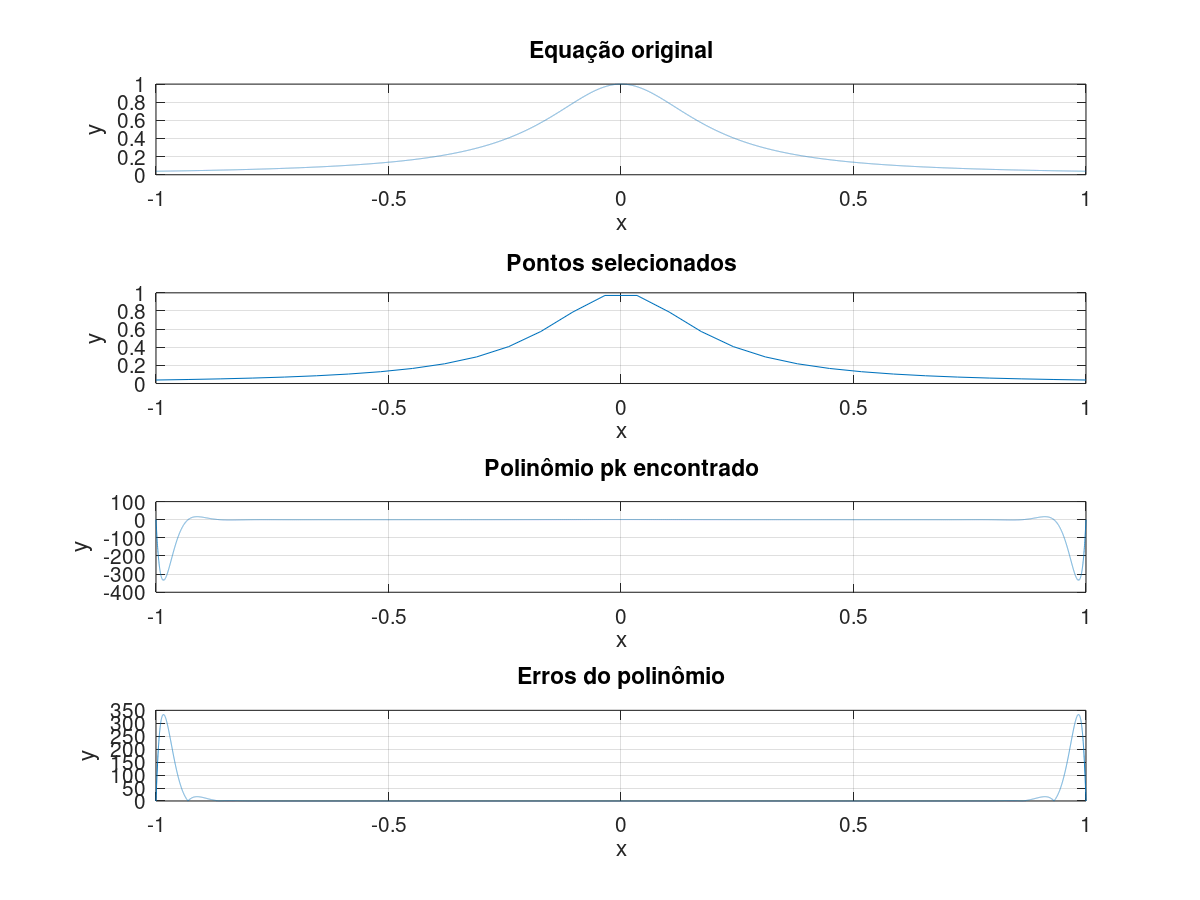 Equação original
1
0.8
0.6
0.4
0.2
0
y
-1 -0.5 0 0.5 1
x
Pontos selecionados
1
0.8
0.6
0.4
0.2
0
y
-1 -0.5 0 0.5 1
x
Polinômio pk encontrado
100
0
-100
-200
-300
-400
y
-1 -0.5 0 0.5 1
x
Erros do polinômio
350
300
250
200
150
100
50
0
y
-1 -0.5 0 0.5 1
x